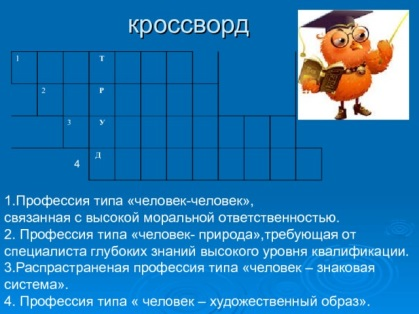 кроссворд
1 Т
2 Р
3 У
4 Д
1.Профессия типа «человек-человек»,
связанная с высокой моральной ответственностью.
2. Профессия типа «человек- природа»,требующая от
специалиста глубоких знаний высокого уровня квалификации.
3.Распрастраненая профессия типа «человек – знаковая
система».
4. Профессия типа « человек – художественный образ».